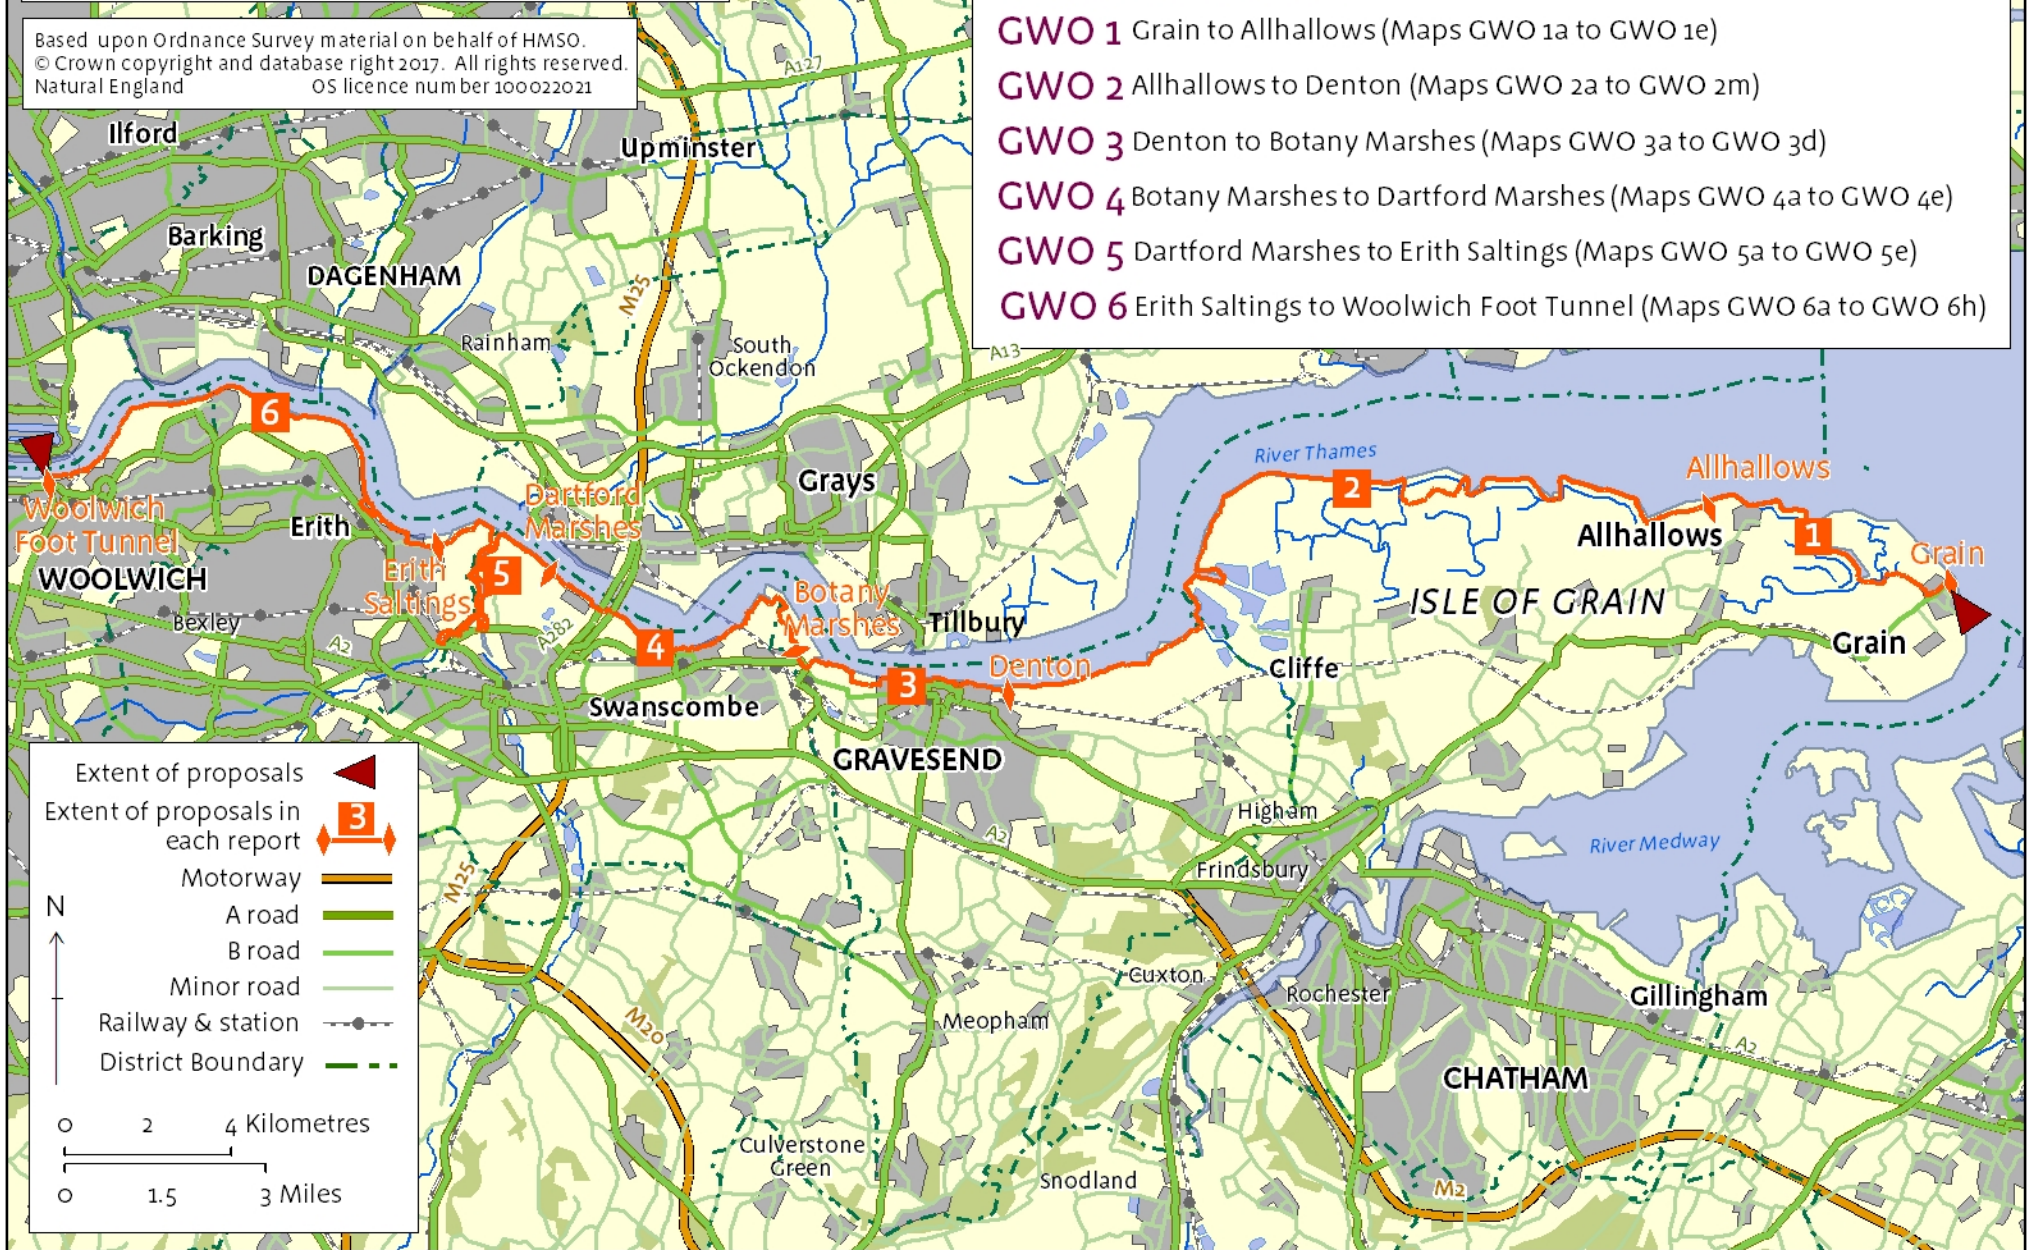 Based upon Ordnance Survey material on behalf of HMSO.
© Crown copyright and database right 2017. All rights reserved.
Natural England OS licence number 100022021
GWO 1 Grain to Allhallows (Maps GWO 1a to GWO 1e)
GWO 2 Allhallows to Denton (Maps GWO 2a to GWO 2m)
GWO 3 Denton to Botany Marshes (Maps GWO 3a to GWO 3d)
GWO 4 Botany Marshes to Dartford Marshes (Maps GWO 4a to GWO 4e)
GWO 5 Dartford Marshes to Erith Saltings (Maps GWO 5a to GWO 5e)
GWO 6 Erith Saltings to Woolwich Foot Tunnel (Maps GWO 6a to GWO 6h)
A127
Ilford
Upminster
Barking
DAGENHAM
M25
Rainham
South
Ockendon
A13
6
River Thames
Allhallows
2
Grays
Dartford
Marshes
Woolwich
Foot Tunnel
Erith
Allhallows
1
Grain
WOOLWICH
Erith
Saltings
5
Botany
Marshes
ISLE OF GRAIN
Bexley
A2
A282
4
Tillbury
Grain
Denton
Cliffe
3
Swanscombe
GRAVESEND
Extent of proposals
Extent of proposals in
each report
3
Motorway
A road
B road
Minor road
Railway & station
District Boundary
N
0 2 4 Kilometres
0 1.5 3 Miles
Higham
A2
River Medway
Frindsbury
M25
Cuxton
Rochester
Gillingham
M20
Meopham
A2
CHATHAM
Culverstone
Green
Snodland
M2